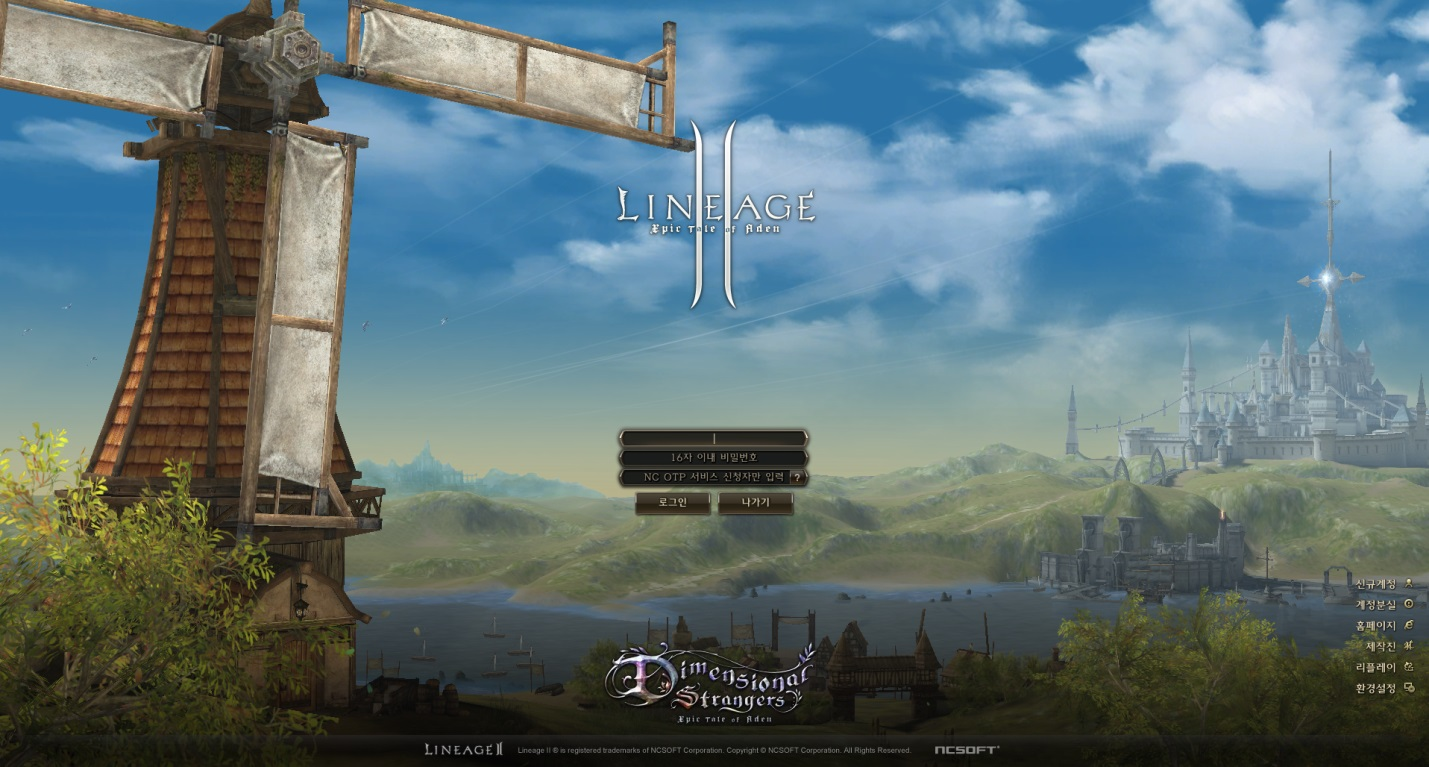 LINEAGE II
Epic Tale of Aden
16자 이내 비밀번호
NC OTP 서비스 신청자만 입력 ?
로그인 나가기
신규계정
계정분실
홈페이지
제작진
리플레이
환경설정
Dimensional
Strangers
Epic Tale of Aden
LINEAGE II Lineage II ® is registered trademarks of NCSOFT Corporation. Copyright © NCSOFT Corporation. All Rights Reserved. NCSOFT